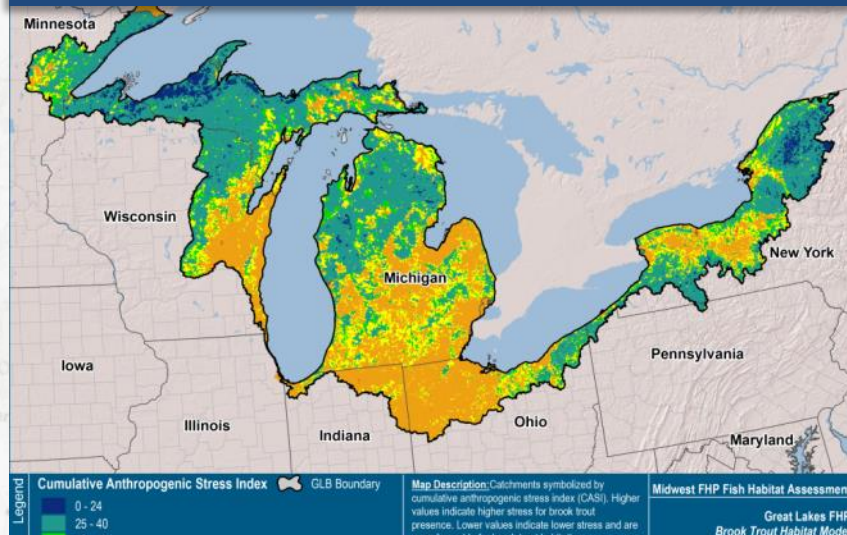 Minnesota
Wisconsin
Michigan
New York
Iowa
Pennsylvania
Illinois
Indiana
Ohio
Maryland
Legend
Cumulative Anthropogenic Stress Index
GLB Boundary
0 - 24
25 - 40
Map Description: Catchments symbolized by
cumulative anthropogenic stress index (CASI). Higher
values indicate higher stress for brook trout
presence. Lower values indicate lower stress and are
Midwest FHP Fish Habitat Assessmen
Great Lakes FHP
Brook Trout Habitat Mode